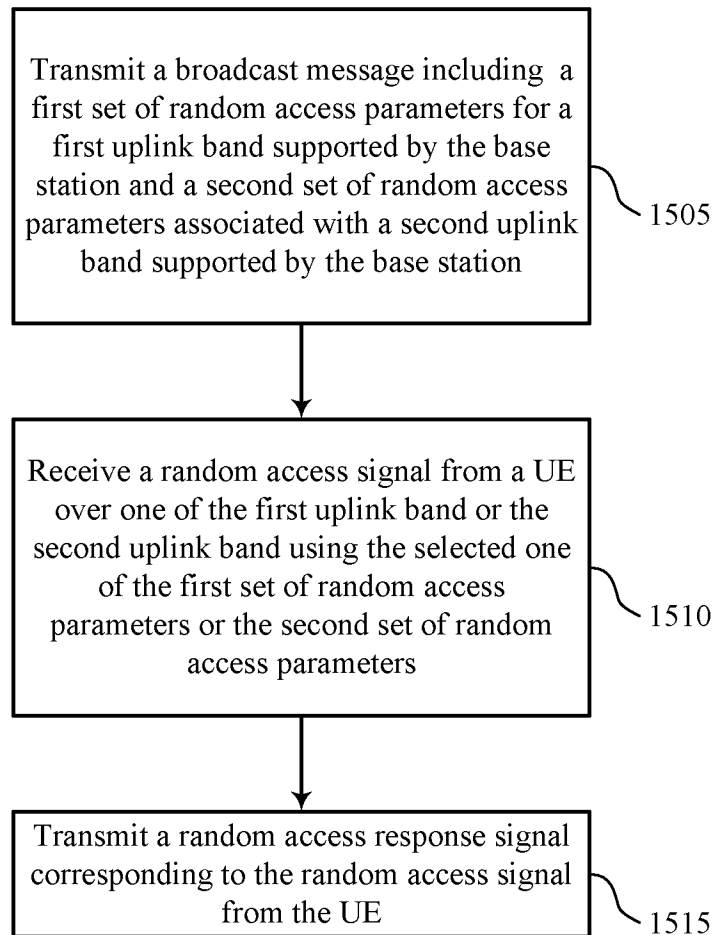 Transmit a broadcast message including a
first set of random access parameters for a
first uplink band supported by the base
station and a second set of random access
parameters associated with a second uplink
band supported by the base station
1505
Receive a random access signal from a UE
over one of the first uplink band or the
second uplink band using the selected one
of the first set of random access
parameters or the second set of random
access parameters
1510
Transmit a random access response signal
corresponding to the random access signal
from the UE
1515